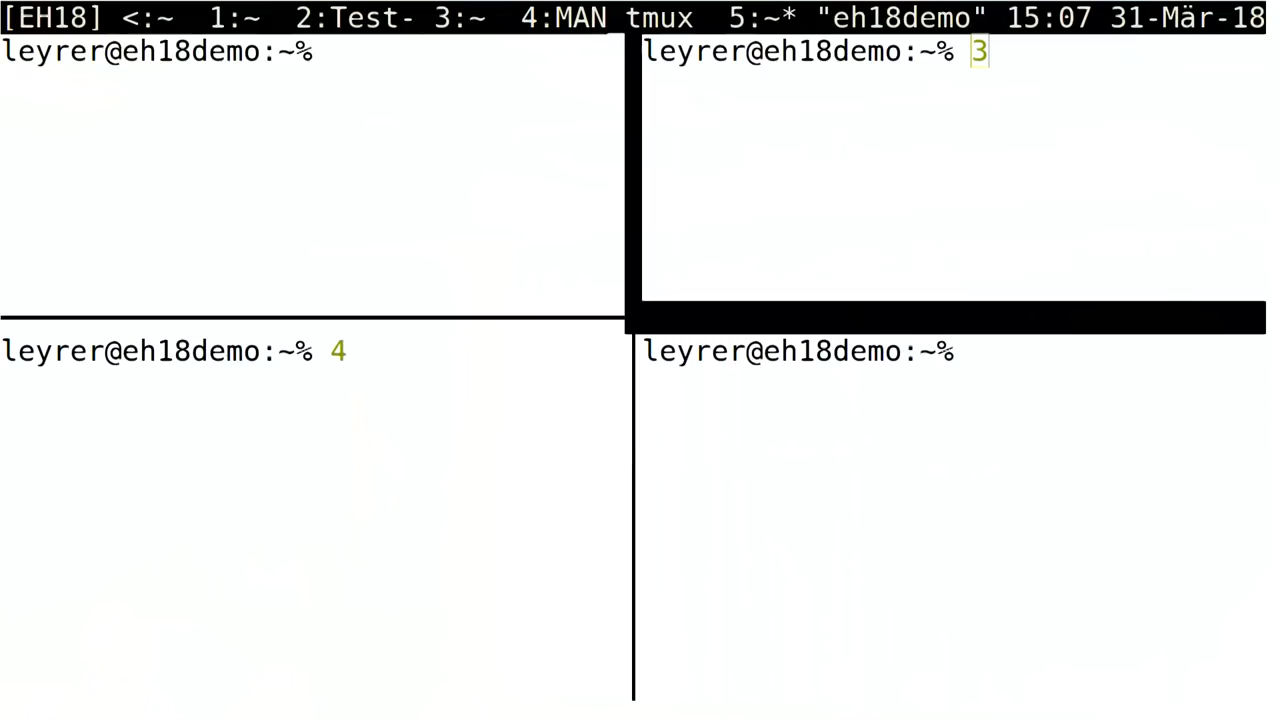 [EH18] <:~  1:~  2:Test- 3:~  4:MAN tmux  5:~* "eh18demo" 15:07 31-Mär-18
leyrer@eh18demo:~%
leyrer@eh18demo:~% 3
leyrer@eh18demo:~% 4
leyrer@eh18demo:~%